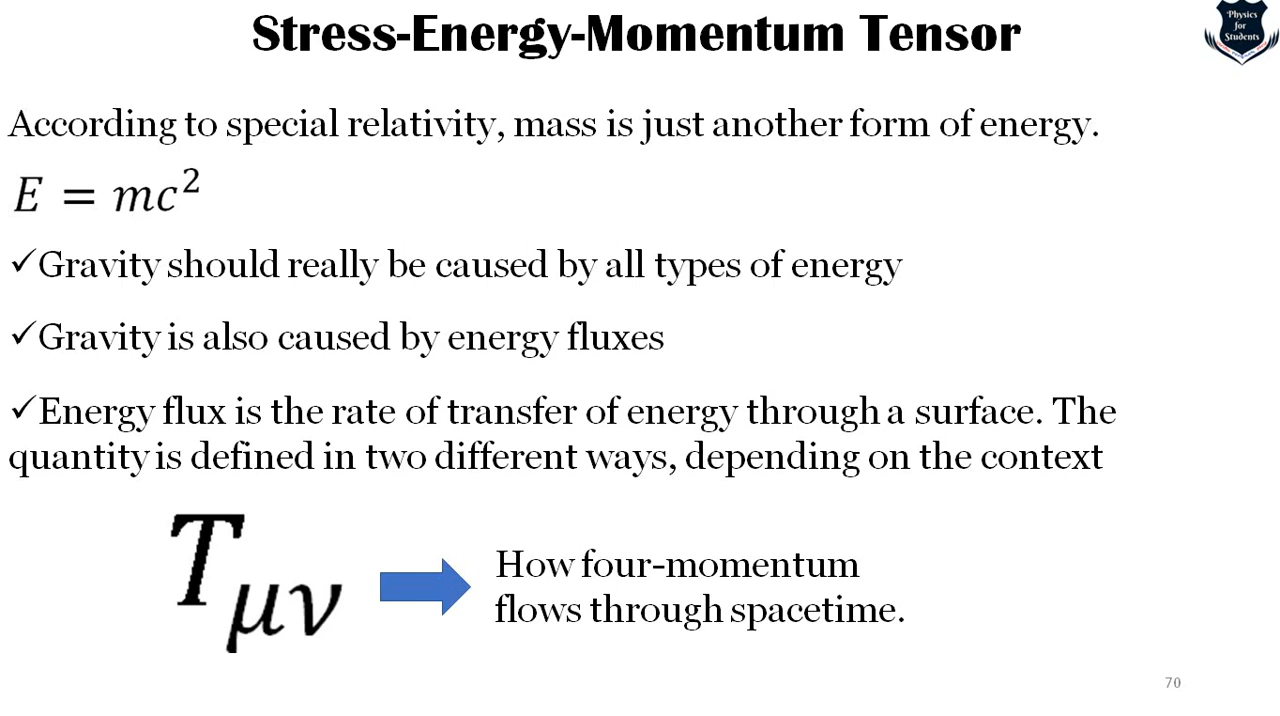 Stress-Energy-Momentum Tensor
Physics
for
Students
According to special relativity, mass is just another form of energy.
E = mc²
✓Gravity should really be caused by all types of energy
✓Gravity is also caused by energy fluxes
✓Energy flux is the rate of transfer of energy through a surface. The
quantity is defined in two different ways, depending on the context
Tμν
How four-momentum
flows through spacetime.
70